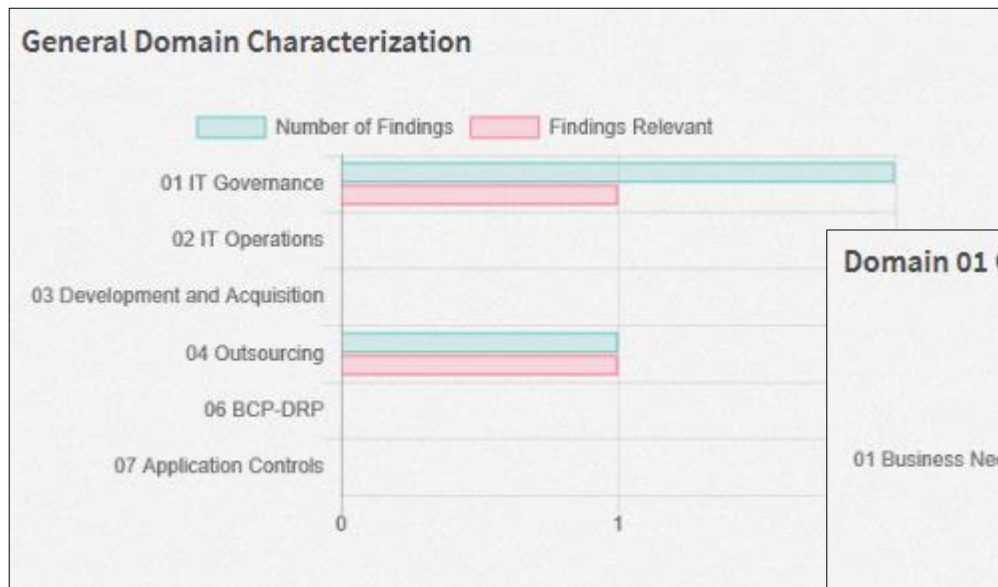 General Domain Characterization
Number of Findings Findings Relevant
01 IT Governance
02 IT Operations
03 Development and Acquisition
04 Outsourcing
06 BCP-DRP
07 Application Controls
0 1
Domain 01
01 Business